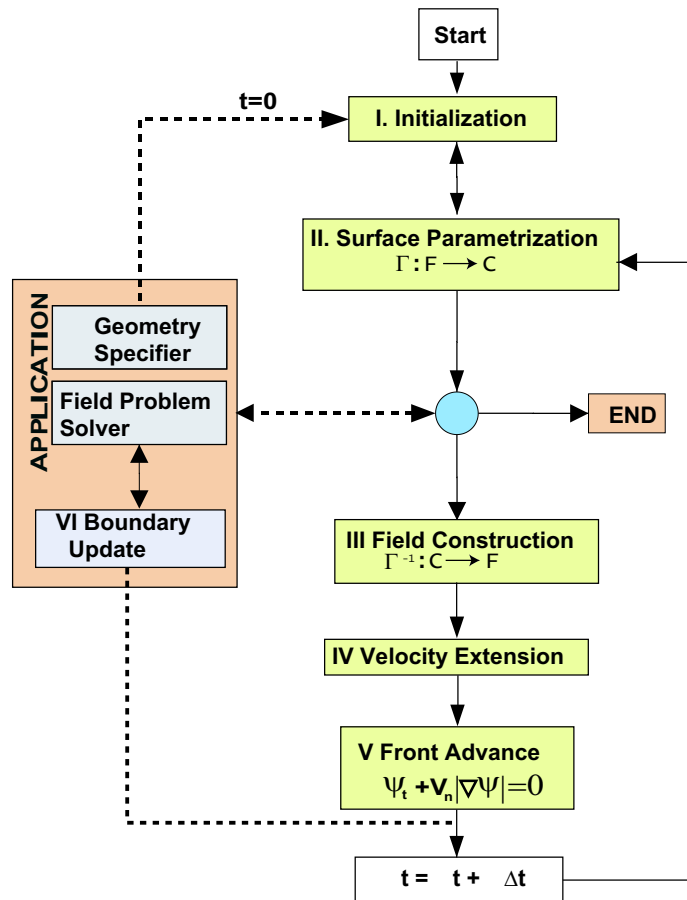 Start
t=0
I. Initialization
II. Surface Parametrization
Γ : F → C
APPLICATION
Geometry
Specifier
Field Problem
Solver
END
VI Boundary
Update
III Field Construction
Γ⁻¹ : C → F
IV Velocity Extension
V Front Advance
Ψₜ + Vₙ|∇Ψ| = 0
t = t + Δt